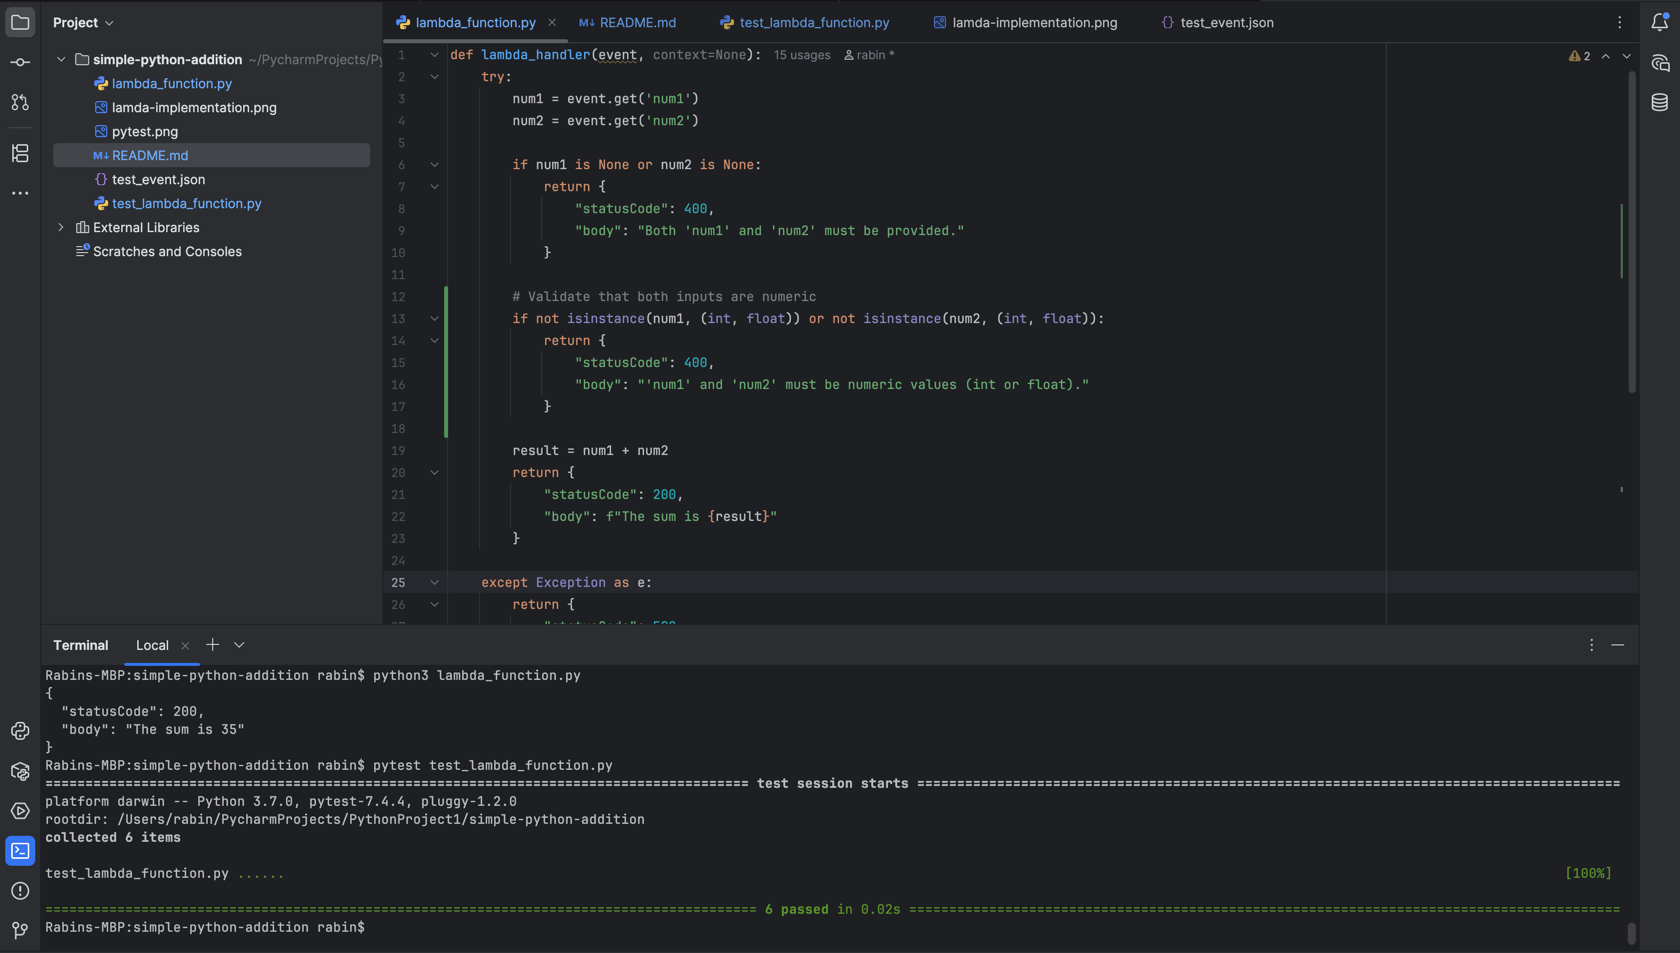 Project
simple-python-addition ~/PycharmProjects/Py
lambda_function.py
lamda-implementation.png
pytest.png
M↓ README.md
{} test_event.json
test_lambda_function.py
External Libraries
Scratches and Consoles
lambda_function.py × M↓ README.md test_lambda_function.py lamda-implementation.png {} test_event.json
1 def lambda_handler(event, context=None): 15 usages rabin *
2 try:
3 num1 = event.get('num1')
4 num2 = event.get('num2')
5
6 if num1 is None or num2 is None:
7 return {
8 "statusCode": 400,
9 "body": "Both 'num1' and 'num2' must be provided."
10 }
11
12 # Validate that both inputs are numeric
13 if not isinstance(num1, (int, float)) or not isinstance(num2, (int, float)):
14 return {
15 "statusCode": 400,
16 "body": "'num1' and 'num2' must be numeric values (int or float)."
17 }
18
19 result = num1 + num2
20 return {
21 "statusCode": 200,
22 "body": f"The sum is {result}"
23 }
24
25 except Exception as e:
26 return {
2
Terminal Local × +
Rabins-MBP:simple-python-addition rabin$ python3 lambda_function.py
{
"statusCode": 200,
"body": "The sum is 35"
}
Rabins-MBP:simple-python-addition rabin$ pytest test_lambda_function.py
======================================================================================== test session starts ========================================================================================
platform darwin -- Python 3.7.0, pytest-7.4.4, pluggy-1.2.0
rootdir: /Users/rabin/PycharmProjects/PythonProject1/simple-python-addition
collected 6 items
test_lambda_function.py ...... [100%]
========================================================================================= 6 passed in 0.02s =========================================================================================
Rabins-MBP:simple-python-addition rabin$